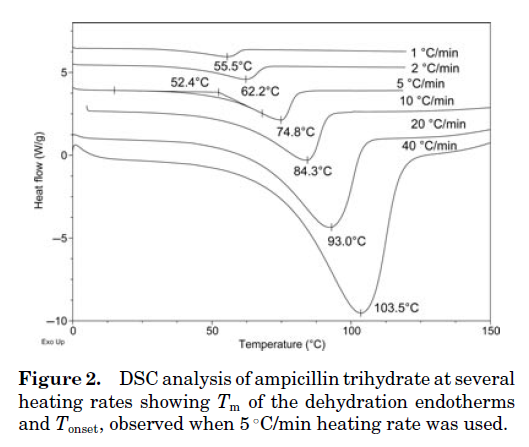 1 °C/min
55.5°C
2 °C/min
5
52.4°C
62.2°C
5 °C/min
10 °C/min
74.8°C
20 °C/min
0
84.3°C
40 °C/min
Heat flow (W/g)
93.0°C
-5
103.5°C
-10
0
50
100
150
Exo Up
Temperature (°C)
Figure 2. DSC analysis of ampicillin trihydrate at several
heating rates showing Tm of the dehydration endotherms
and Tonset, observed when 5 °C/min heating rate was used.